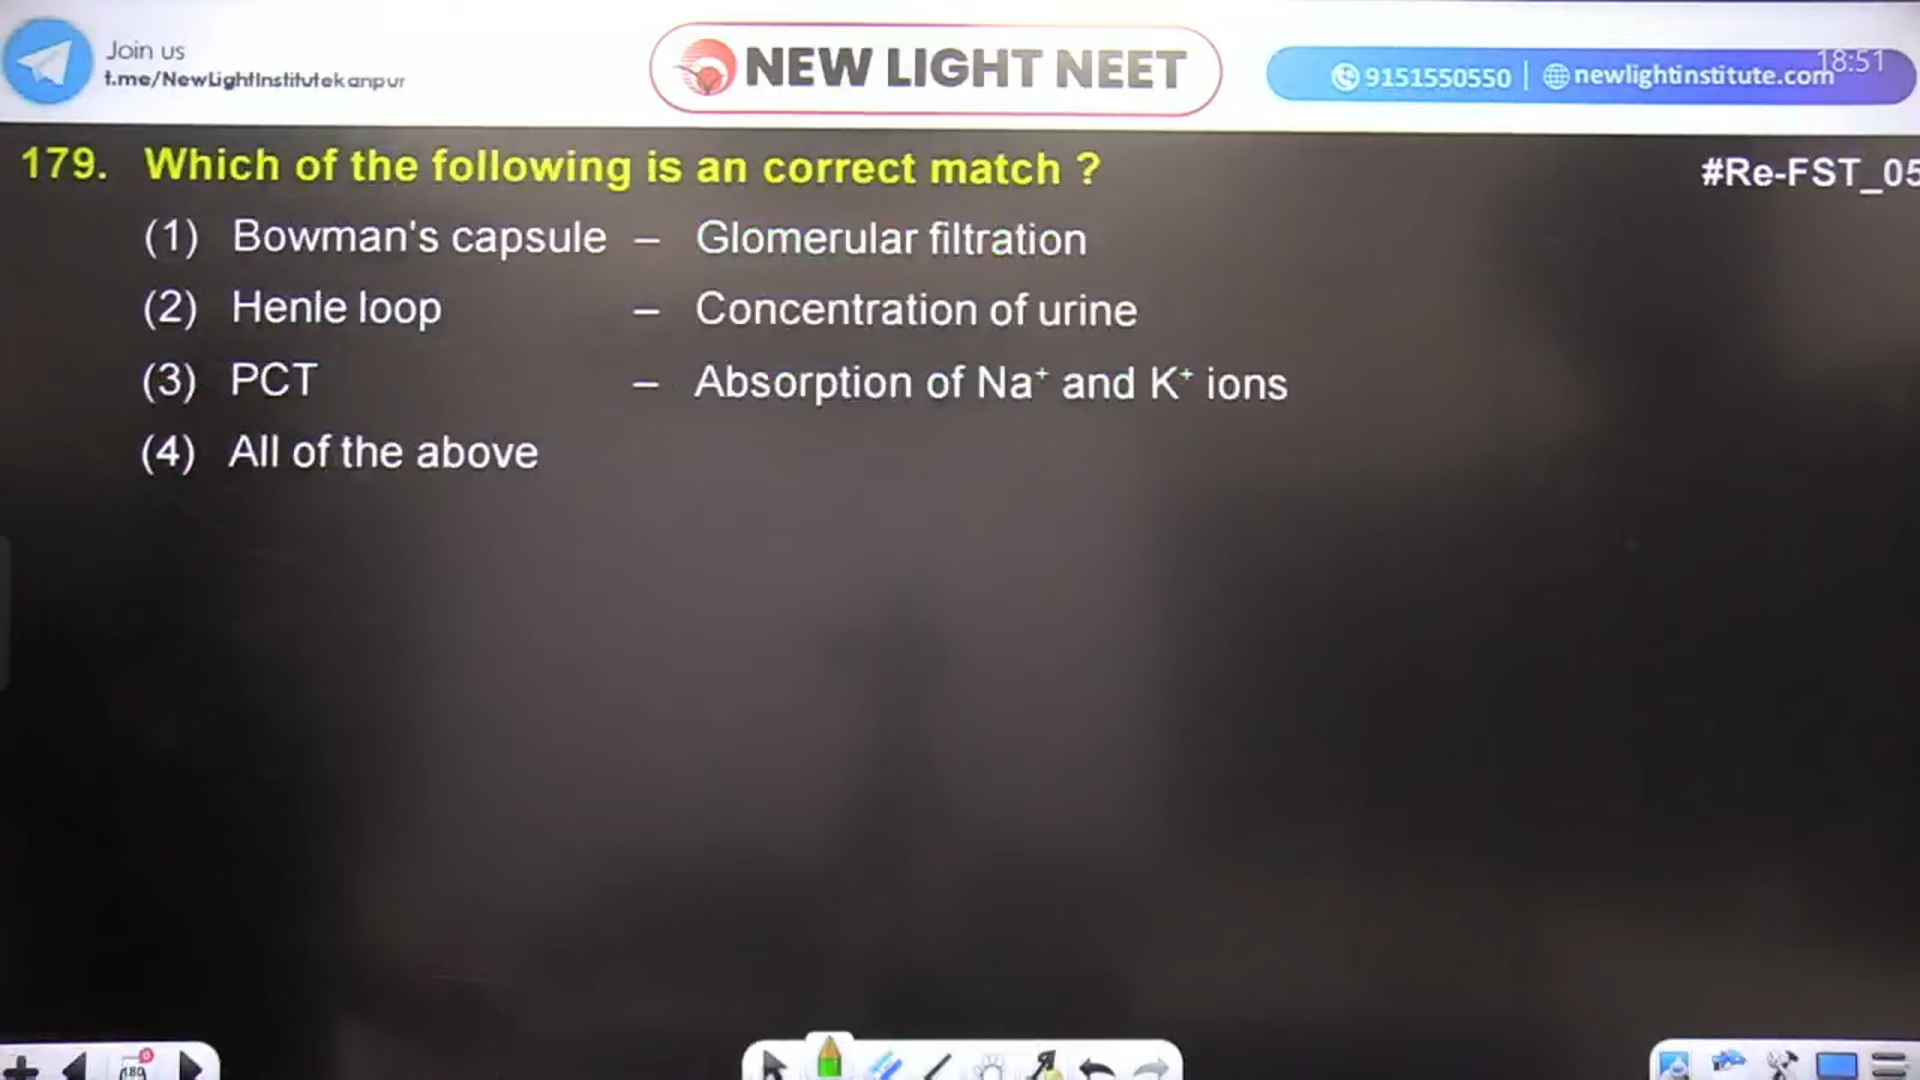 Join us
t.me/NewLightInstitutekanpur
NEW LIGHT NEET
9151550550 | newlightinstitute.com
18:51
179. Which of the following is an correct match ?
#Re-FST_05
(1) Bowman's capsule – Glomerular filtration
(2) Henle loop – Concentration of urine
(3) PCT – Absorption of Na⁺ and K⁺ ions
(4) All of the above
0
180